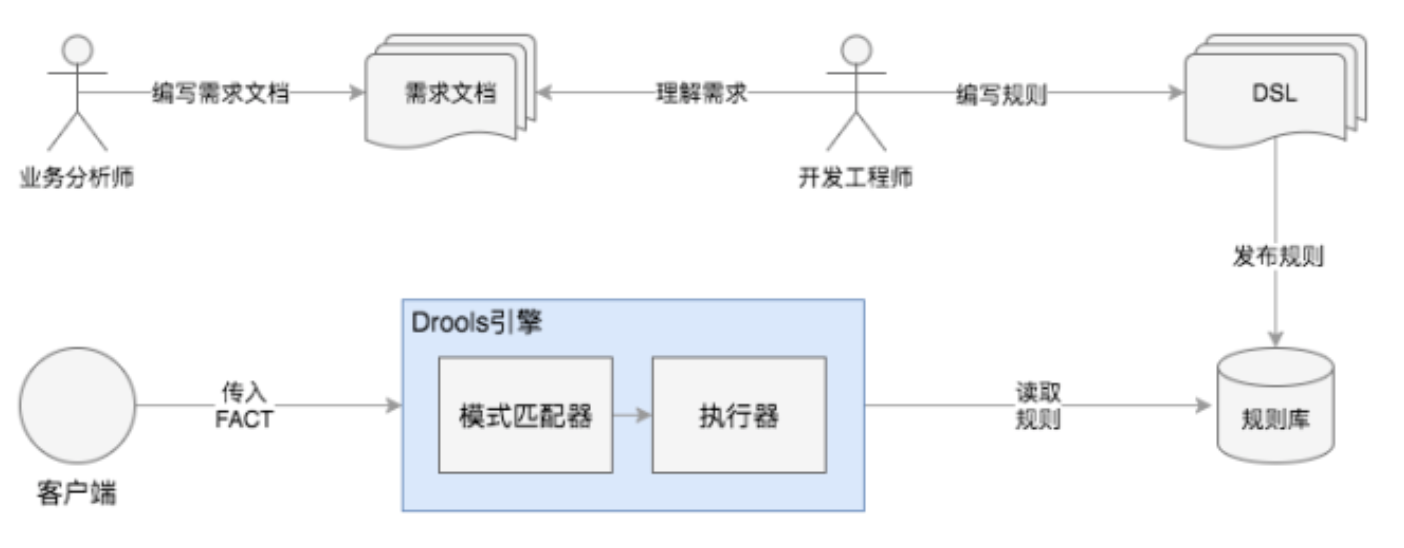 编写需求文档
需求文档
理解需求
编写规则
DSL
业务分析师
开发工程师
发布规则
Drools引擎
传入
FACT
模式匹配器
执行器
读取
规则
规则库
客户端